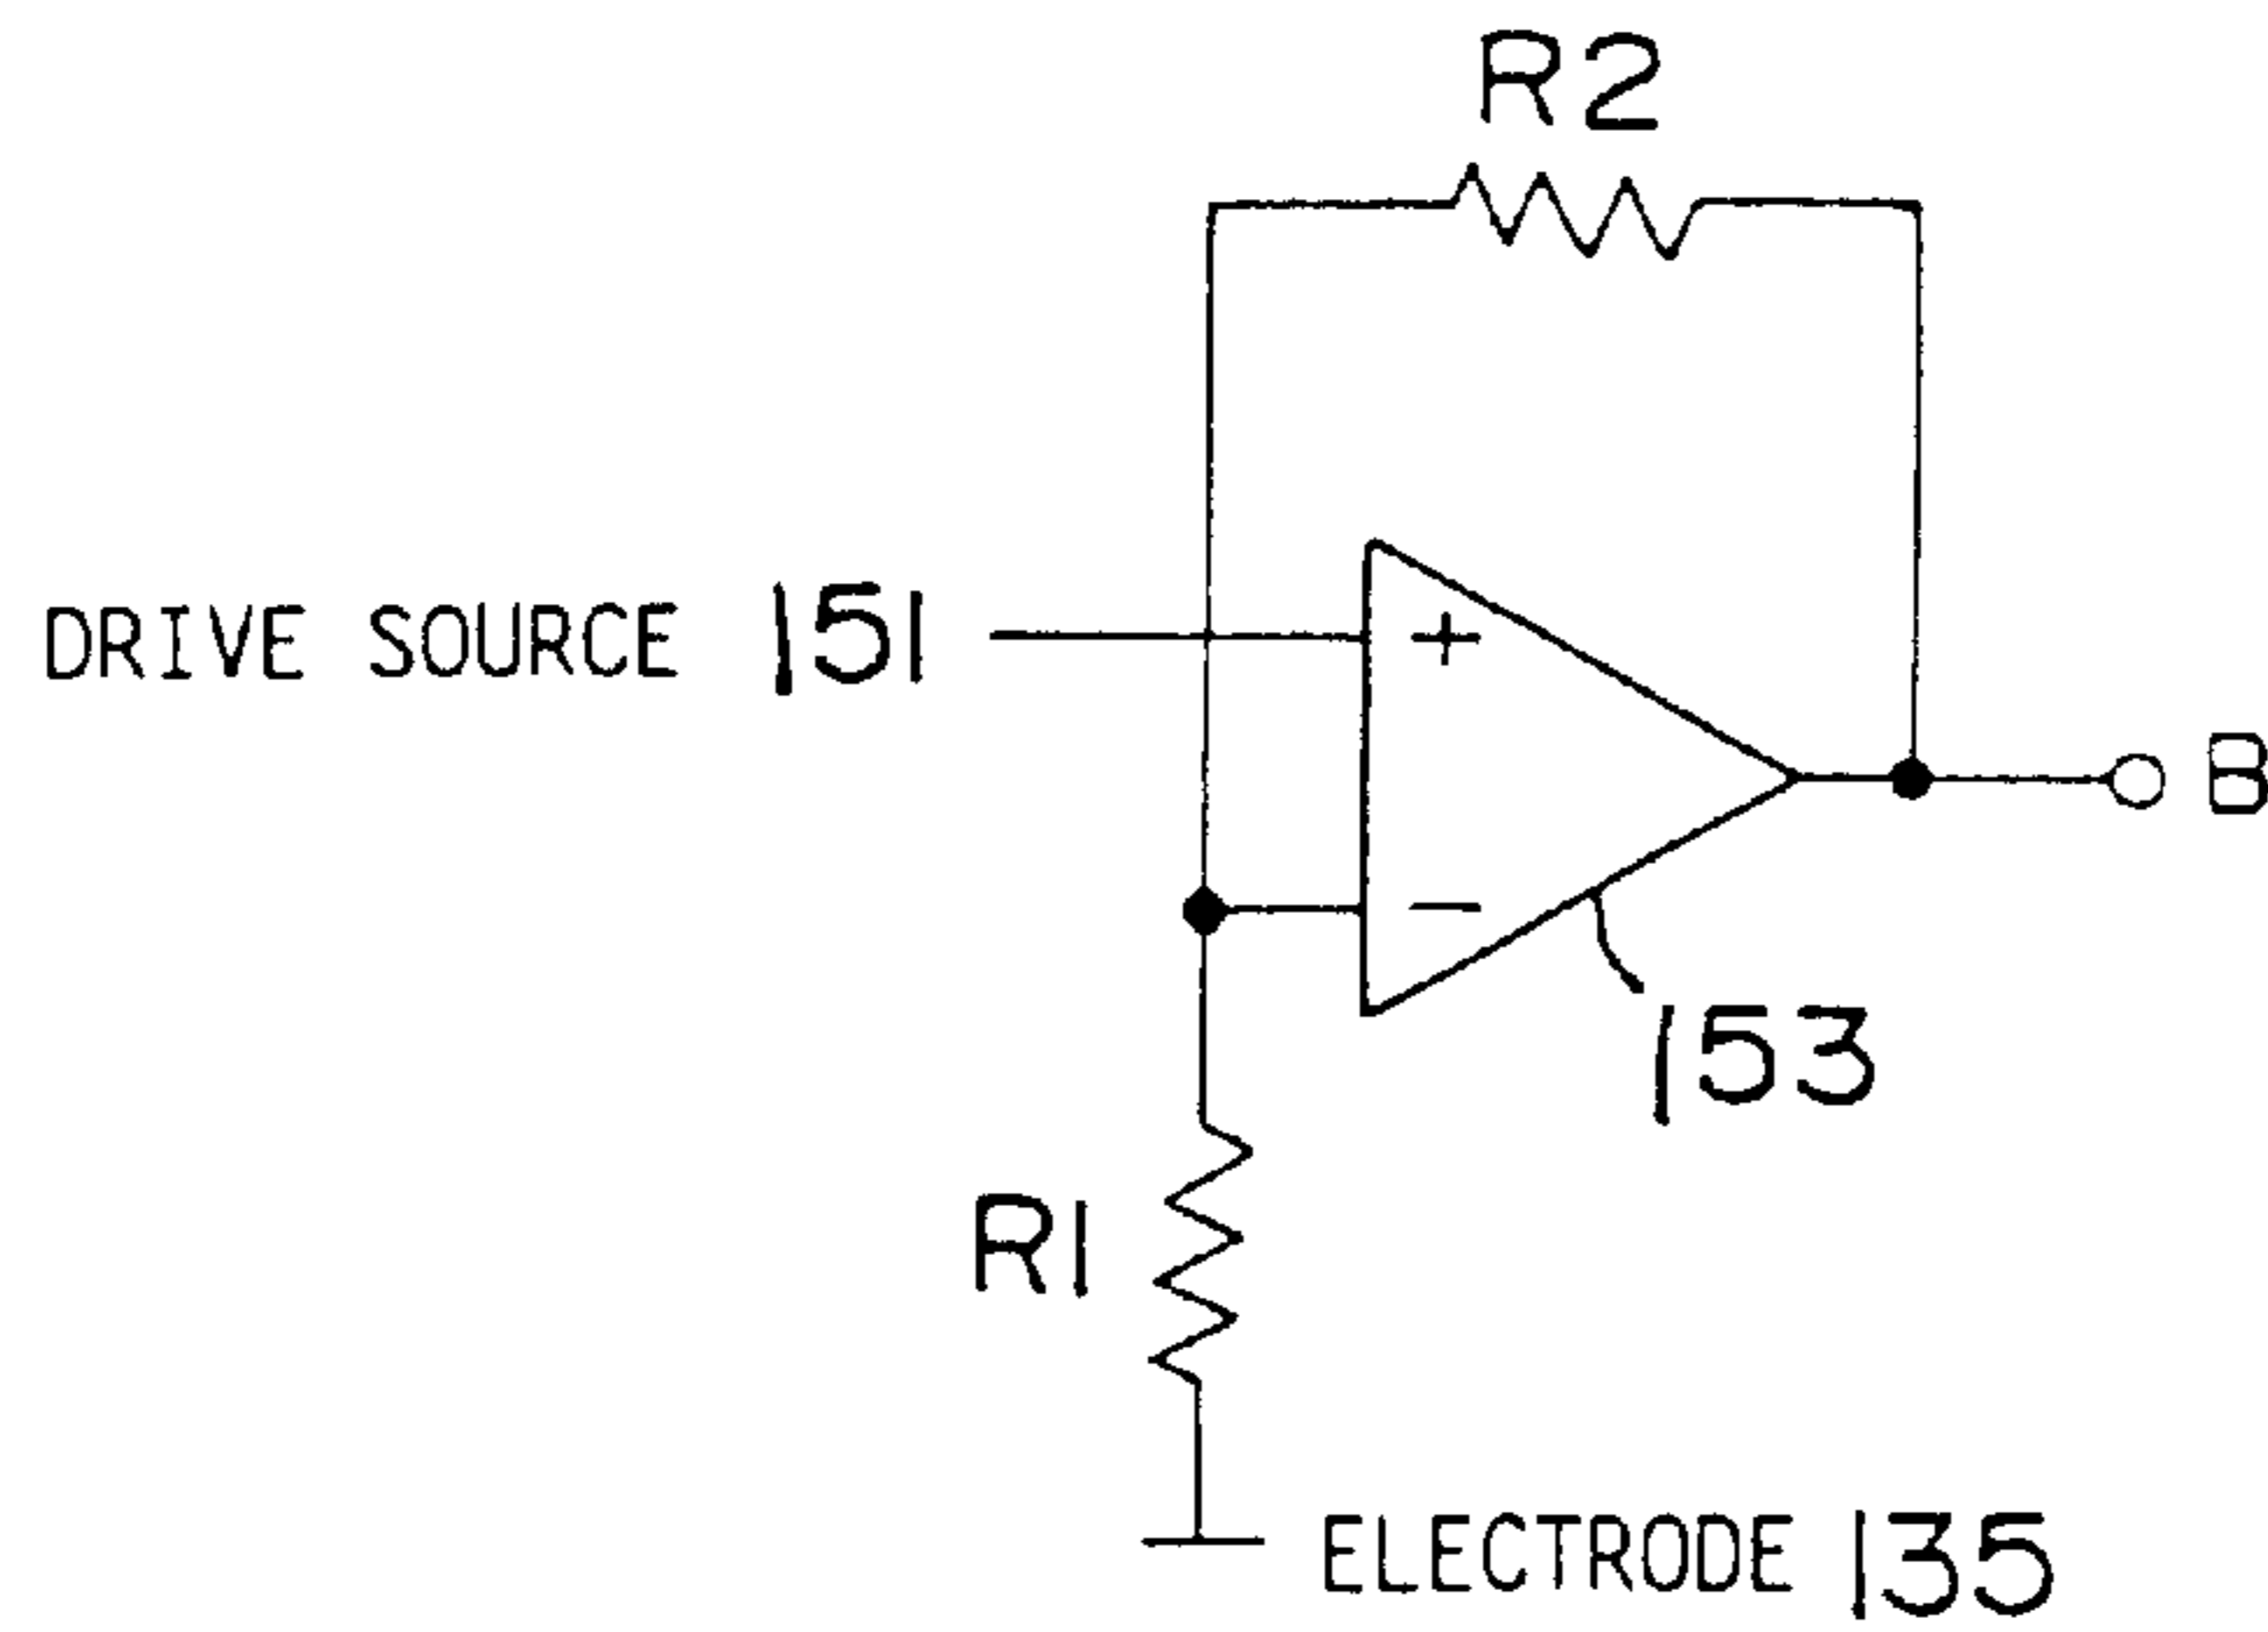 R2
DRIVE SOURCE 151
+
B
−
153
R1
ELECTRODE 135